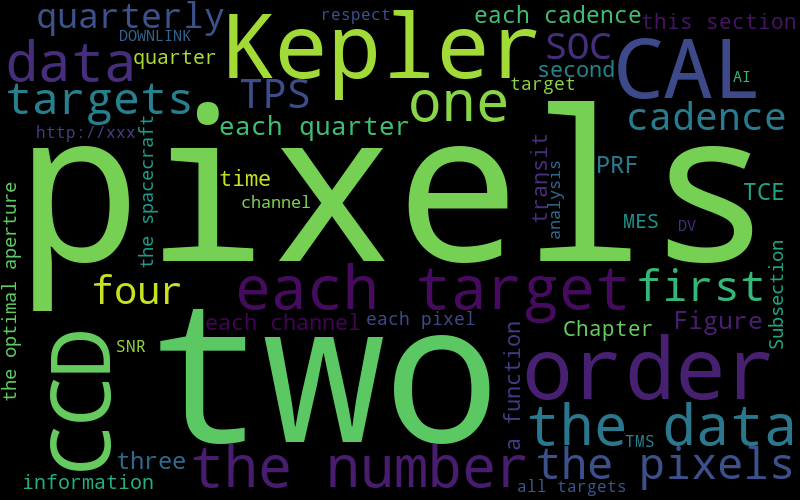 quarterly
respect
each cadence
this section
DOWNLINK
Kepler
SOC
CAL
data
quarter
second
target
AI
targets
TPS
one
cadence
http://xxx
each quarter
the spacecraft
transit
analysis
PRF
time
channel
TCE
pixels
MES
DV
the optimal aperture
four
each target
first
Subsection
each channel
each pixel
Chapter
Figure
SNR
CCD
two
a function
order
the data
TMS
three
the number
the pixels
information
all targets